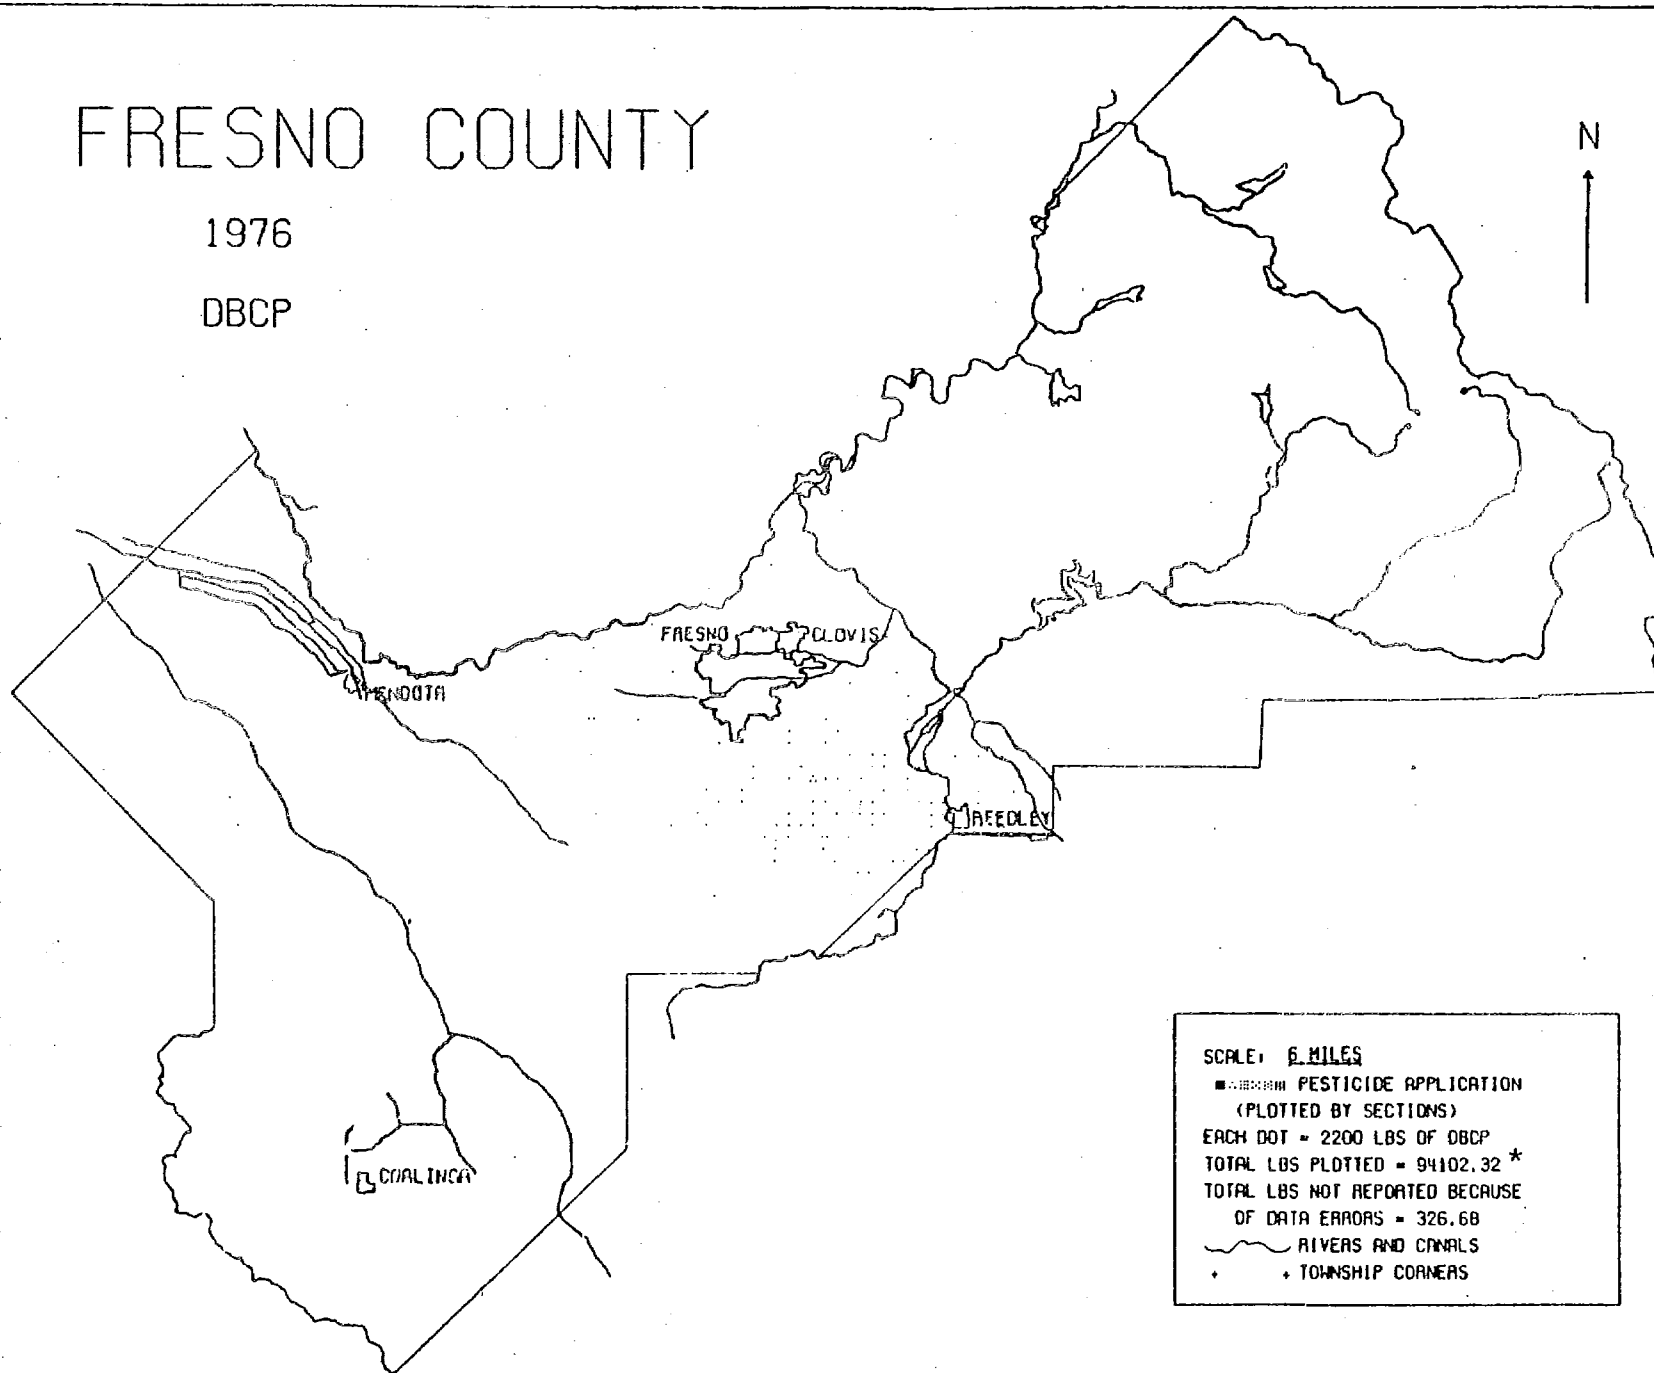 FRESNO COUNTY
1976
DBCP
N
FRESNO
CLOVIS
MENDOTA
REEDLEY
COALINGA
SCALE: 6 MILES
PESTICIDE APPLICATION
(PLOTTED BY SECTIONS)
EACH DOT = 2200 LBS OF DBCP
TOTAL LBS PLOTTED = 94102.32 *
TOTAL LBS NOT REPORTED BECAUSE
OF DATA ERRORS = 326.68
RIVERS AND CANALS
+ + TOWNSHIP CORNERS